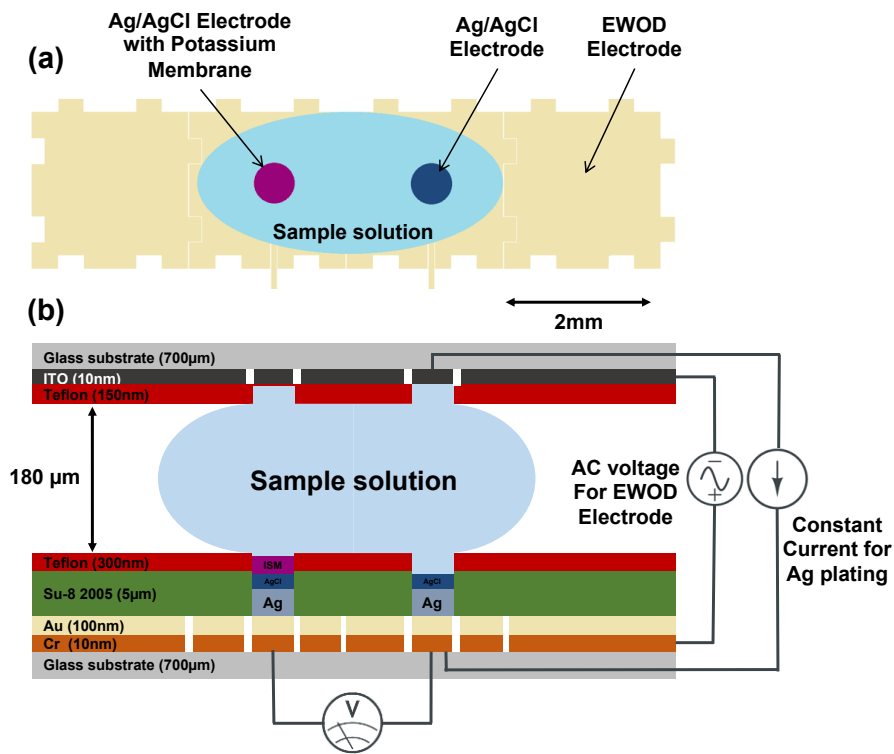 Ag/AgCl Electrode
with Potassium
Membrane
Ag/AgCl
Electrode
EWOD
Electrode
(a)
Sample solution
2mm
(b)
Glass substrate (700µm)
ITO (10nm)
Teflon (150nm)
180 µm
Sample solution
AC voltage
For EWOD
Electrode
Constant
Current for
Ag plating
Teflon (300nm)
ISM
AgCl
AgCl
Su-8 2005 (5µm)
Ag
Ag
Au (100nm)
Cr (10nm)
Glass substrate (700µm)
V